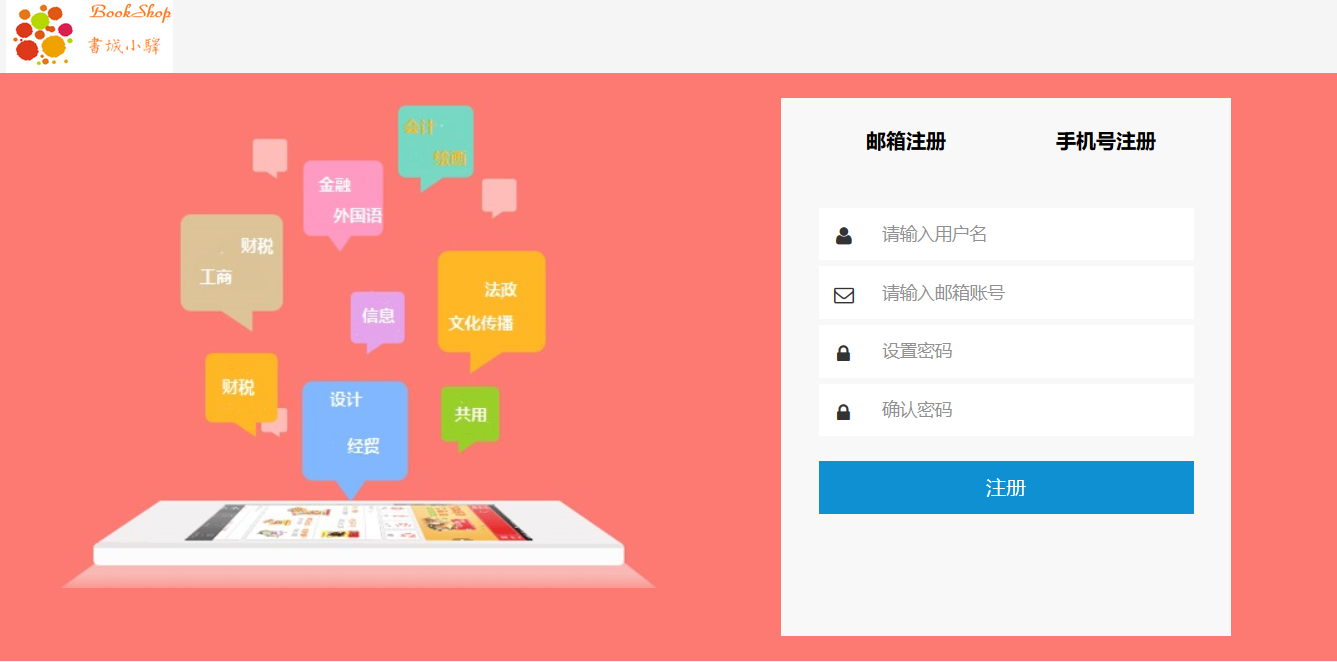 BookShop
書城小驛
会计
绘画
金融
外国语
财税
工商
法政
文化传播
信息
财税
设计
经贸
共用
邮箱注册
手机号注册
请输入用户名
请输入邮箱账号
设置密码
确认密码
注册